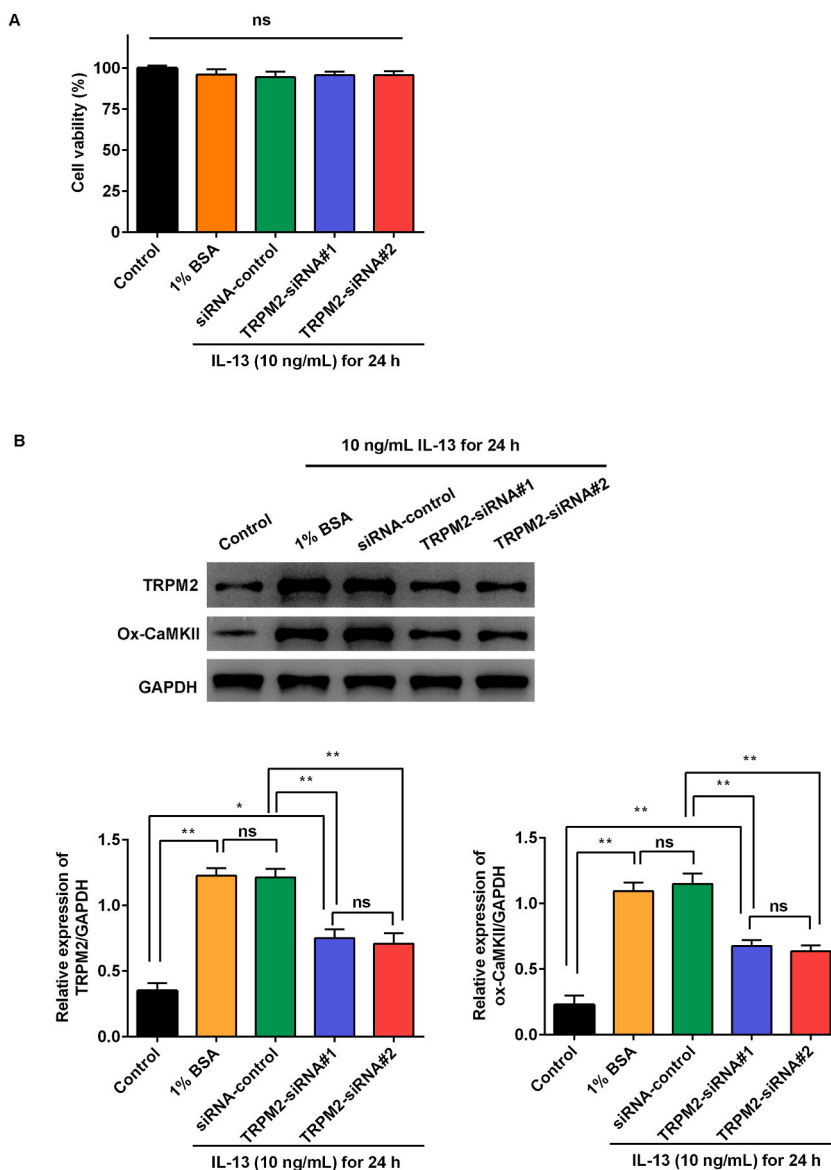 A
ns
Cell vability (%)
100
75
50
25
0
Control
1% BSA
siRNA-control
TRPM2-siRNA#1
TRPM2-siRNA#2
IL-13 (10 ng/mL) for 24 h
B
10 ng/mL IL-13 for 24 h
Control
1% BSA
siRNA-control
TRPM2-siRNA#1
TRPM2-siRNA#2
TRPM2
Ox-CaMKII
GAPDH
**
**
*
**
ns
ns
Relative expression of
TRPM2/GAPDH
1.5
1.0
0.5
0.0
Control
1% BSA
siRNA-control
TRPM2-siRNA#1
TRPM2-siRNA#2
IL-13 (10 ng/mL) for 24 h
**
**
**
**
ns
ns
Relative expression of
ox-CaMKII/GAPDH
1.5
1.0
0.5
0.0
Control
1% BSA
siRNA-control
TRPM2-siRNA#1
TRPM2-siRNA#2
IL-13 (10 ng/mL) for 24 h